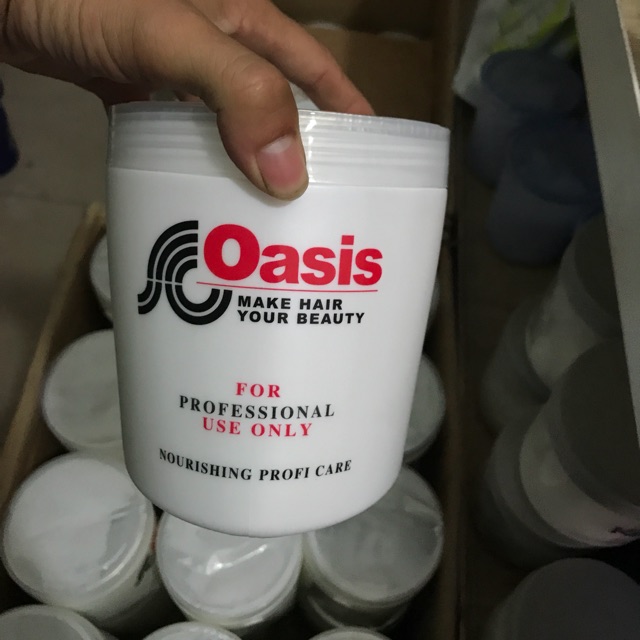 Oasis
MAKE HAIR
YOUR BEAUTY
FOR
PROFESSIONAL
USE ONLY
NOURISHING PROFI CARE